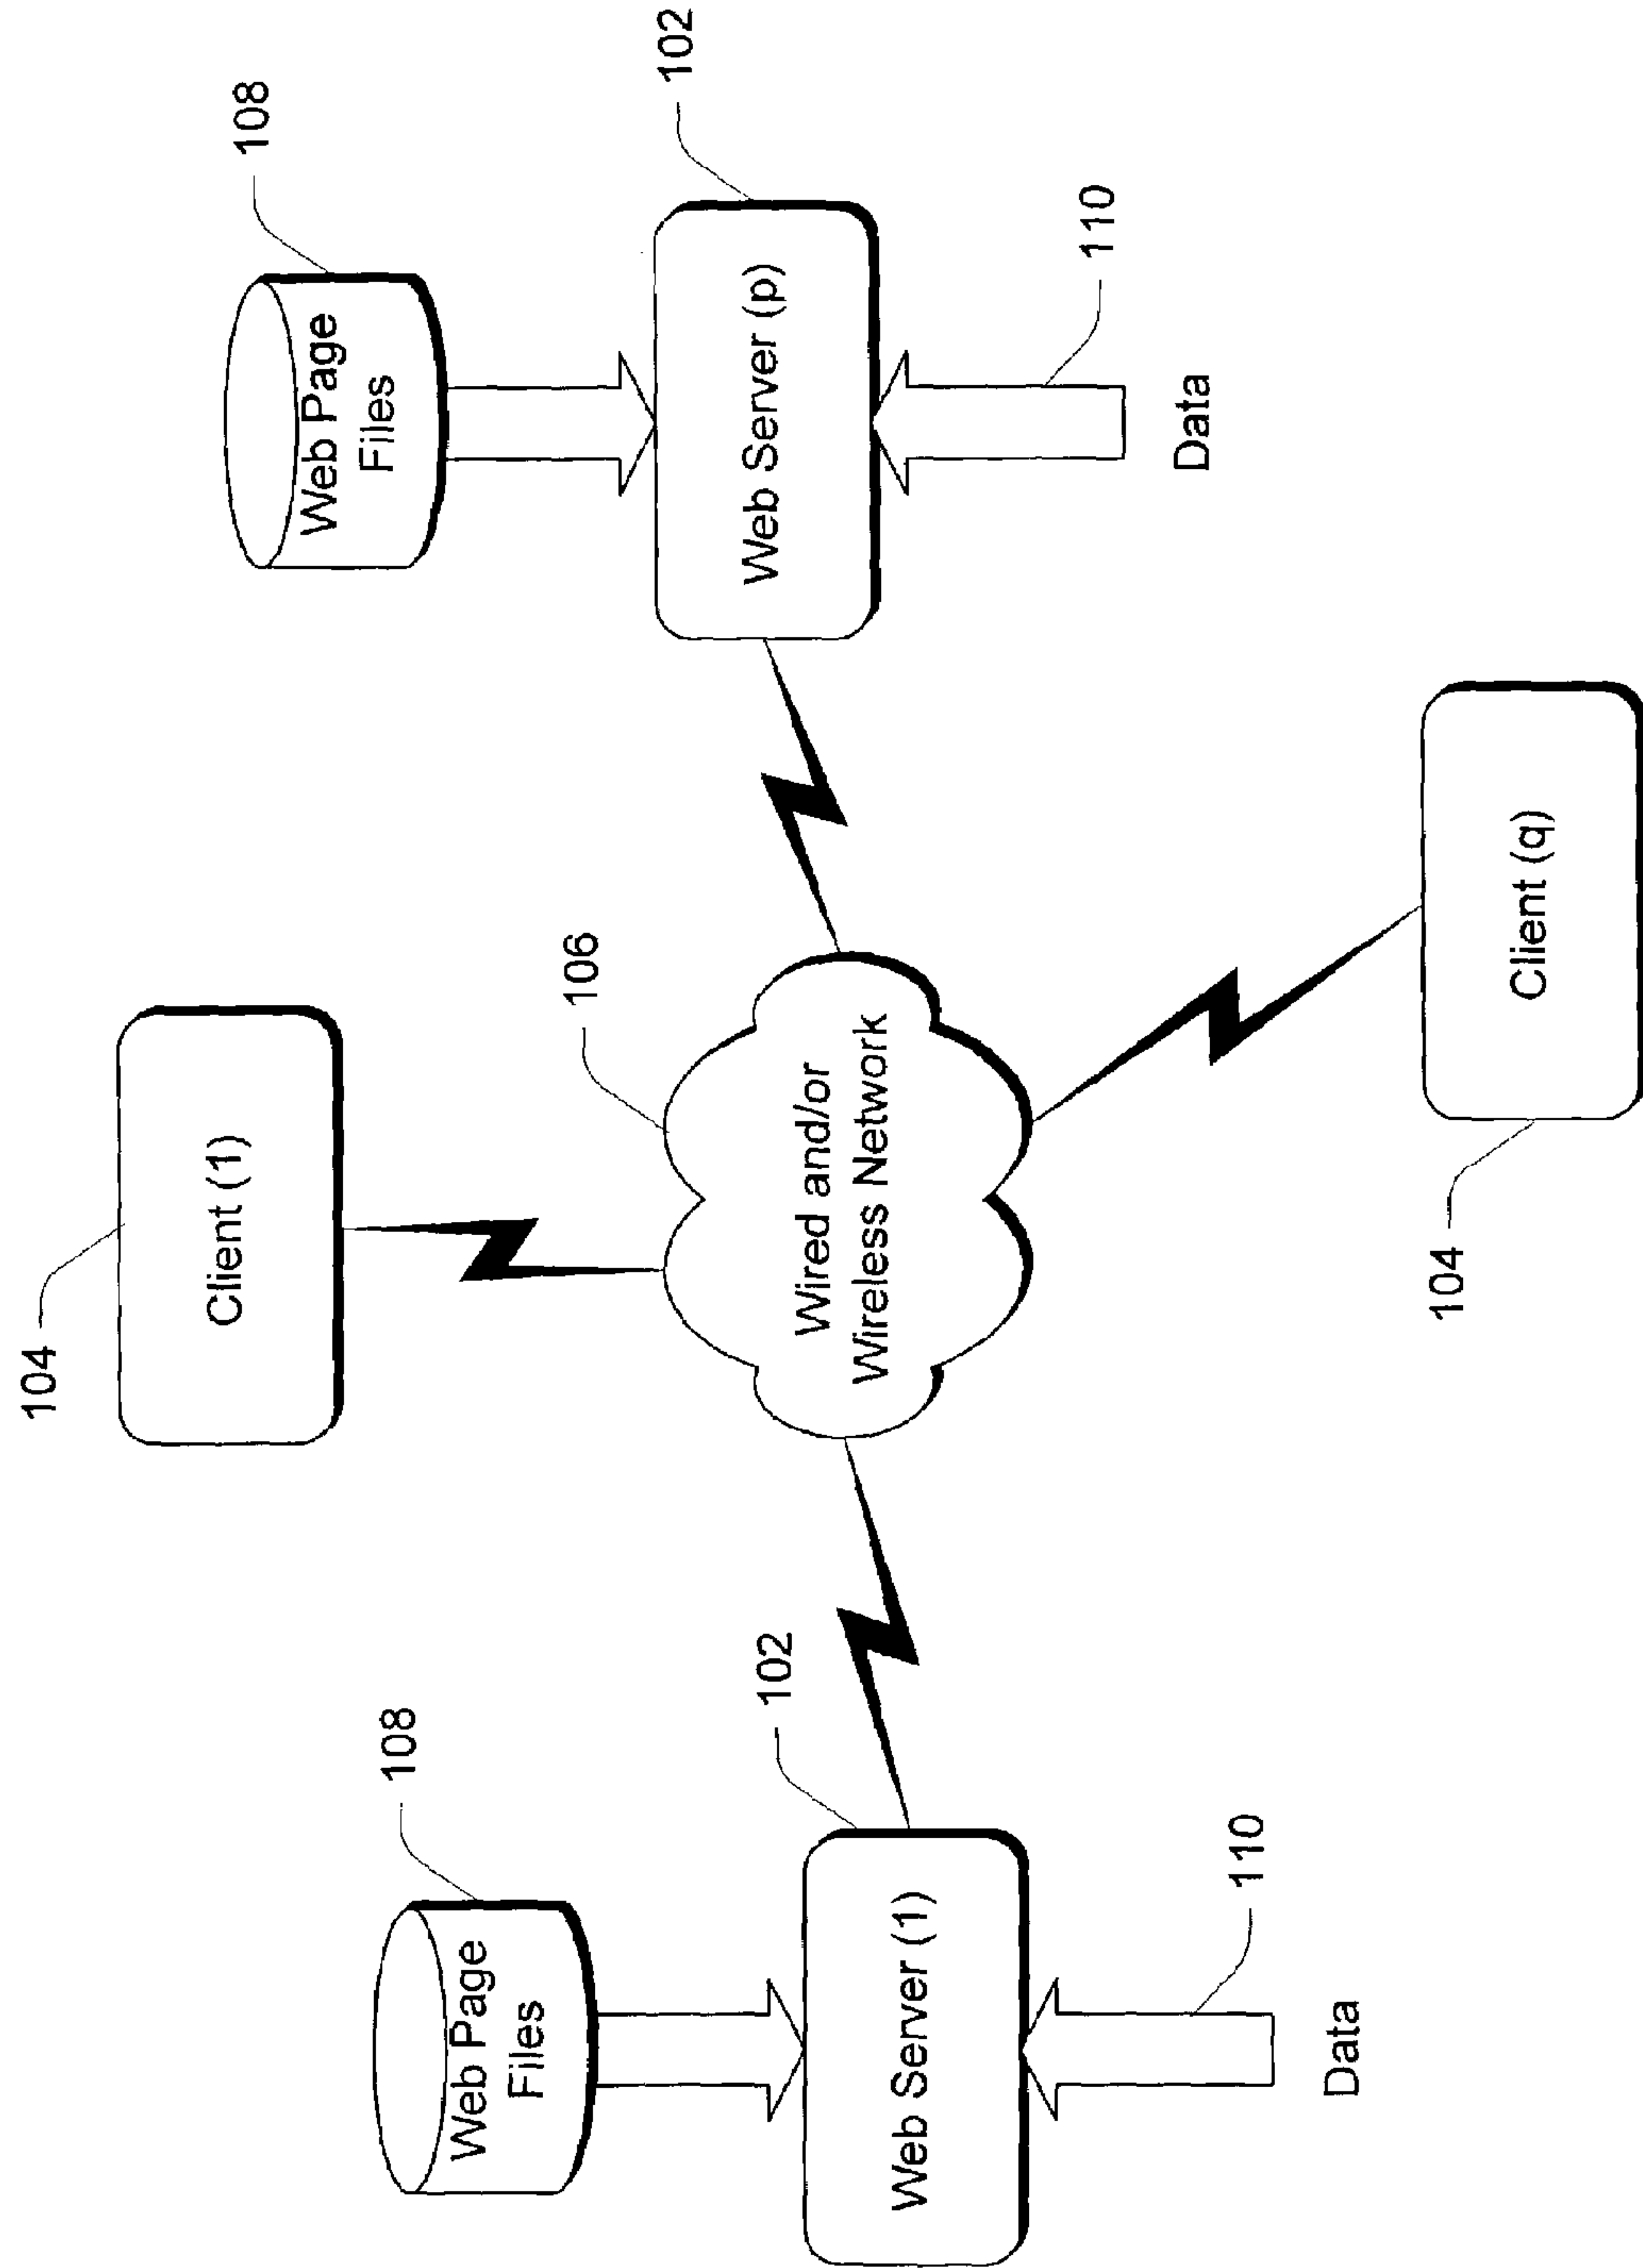 104
Client (1)
108
Web Page
Files
108
Web Page
Files
106
Wired and/or
Wireless Network
102
Web Server (1)
102
Web Server (p)
110
Data
110
Data
104
Client (q)